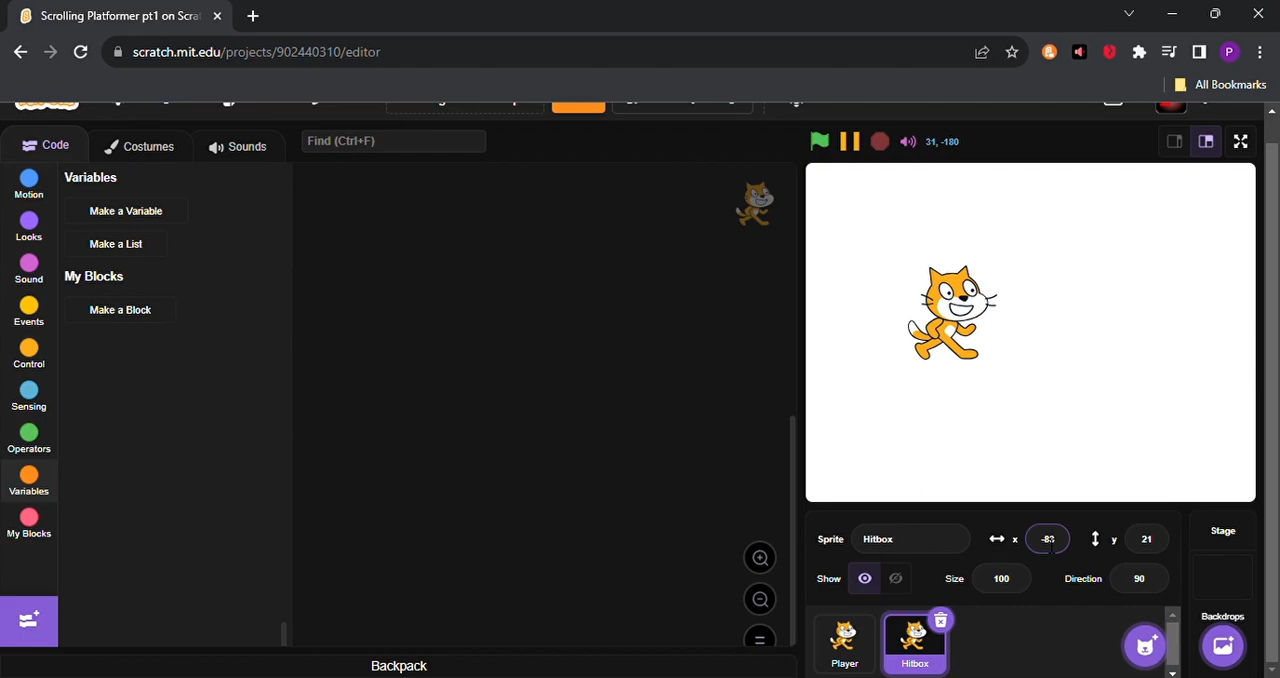 Scrolling Platformer pt1 on Scra
scratch.mit.edu/projects/902440310/editor
P
All Bookmarks
Code
Costumes
Sounds
Find (Ctrl+F)
31, -180
Motion
Looks
Sound
Events
Control
Sensing
Operators
Variables
My Blocks
Variables
Make a Variable
Make a List
My Blocks
Make a Block
Sprite
Hitbox
x
y
21
Show
Size
100
Direction
90
Stage
Backdrops
Player
Hitbox
Backpack